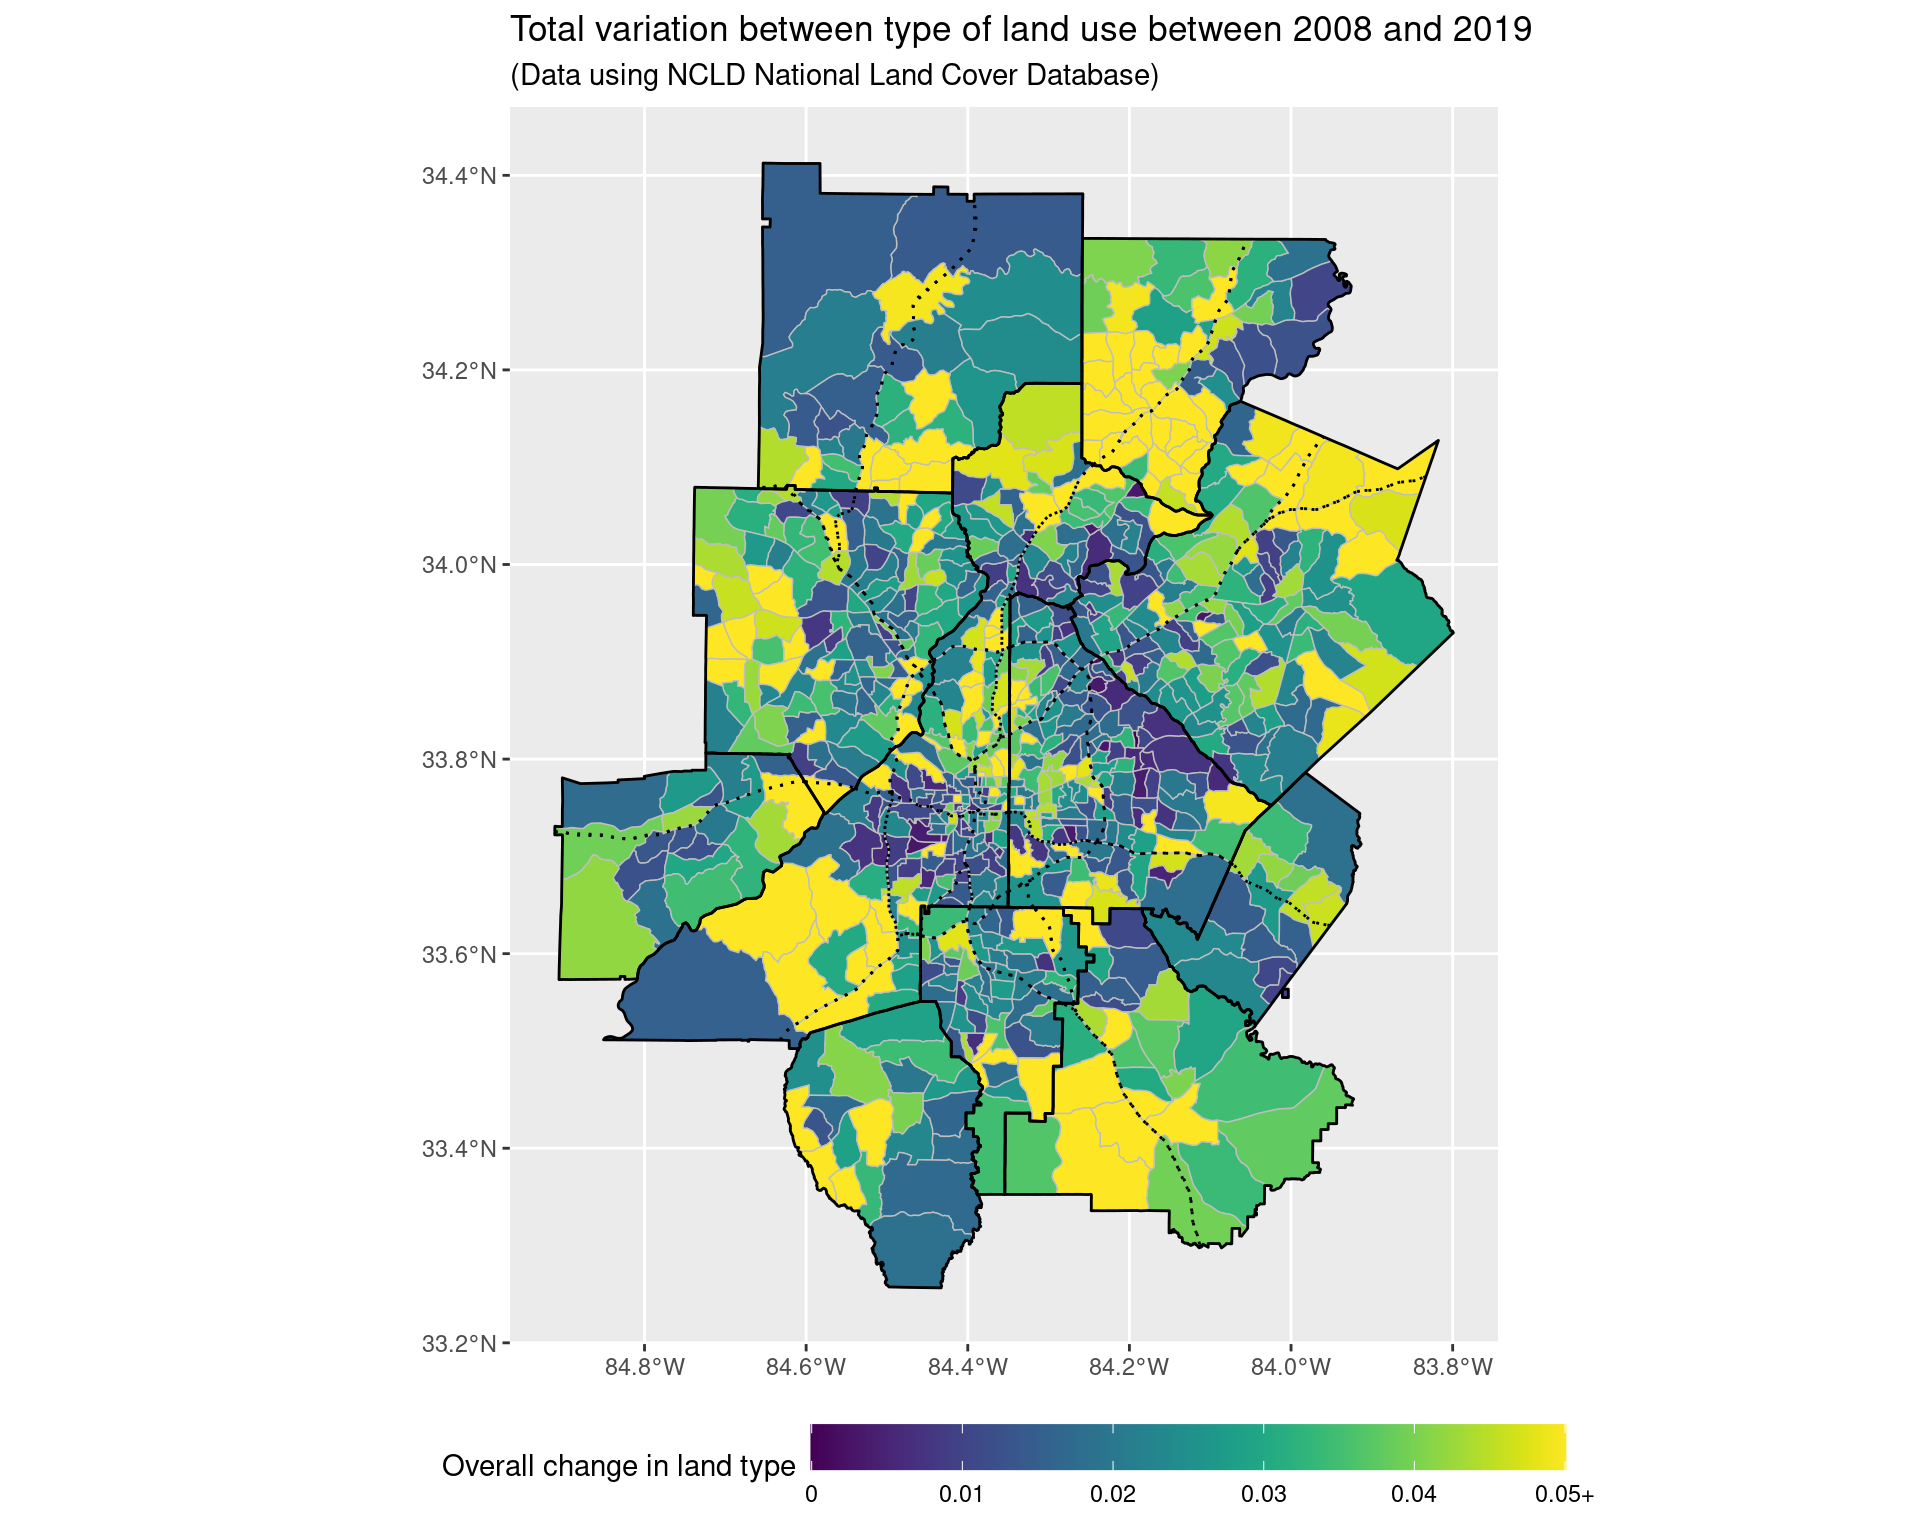 Total variation between type of land use between 2008 and 2019
(Data using NCLD National Land Cover Database)
34.4°N
34.2°N
34.0°N
33.8°N
33.6°N
33.4°N
33.2°N
84.8°W 84.6°W 84.4°W 84.2°W 84.0°W 83.8°W
Overall change in land type
0 0.01 0.02 0.03 0.04 0.05+